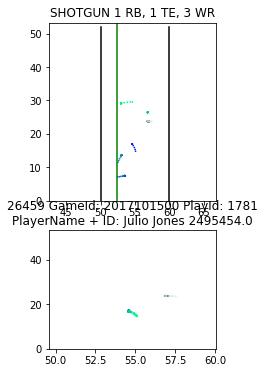 SHOTGUN 1 RB, 1 TE, 3 WR
50
40
30
20
10
0
45 50 55 60 65
26459 GameId: 2017101500 PlayId: 1781
PlayerName + ID: Julio Jones 2495454.0
40
20
0
50.0 52.5 55.0 57.5 60.0